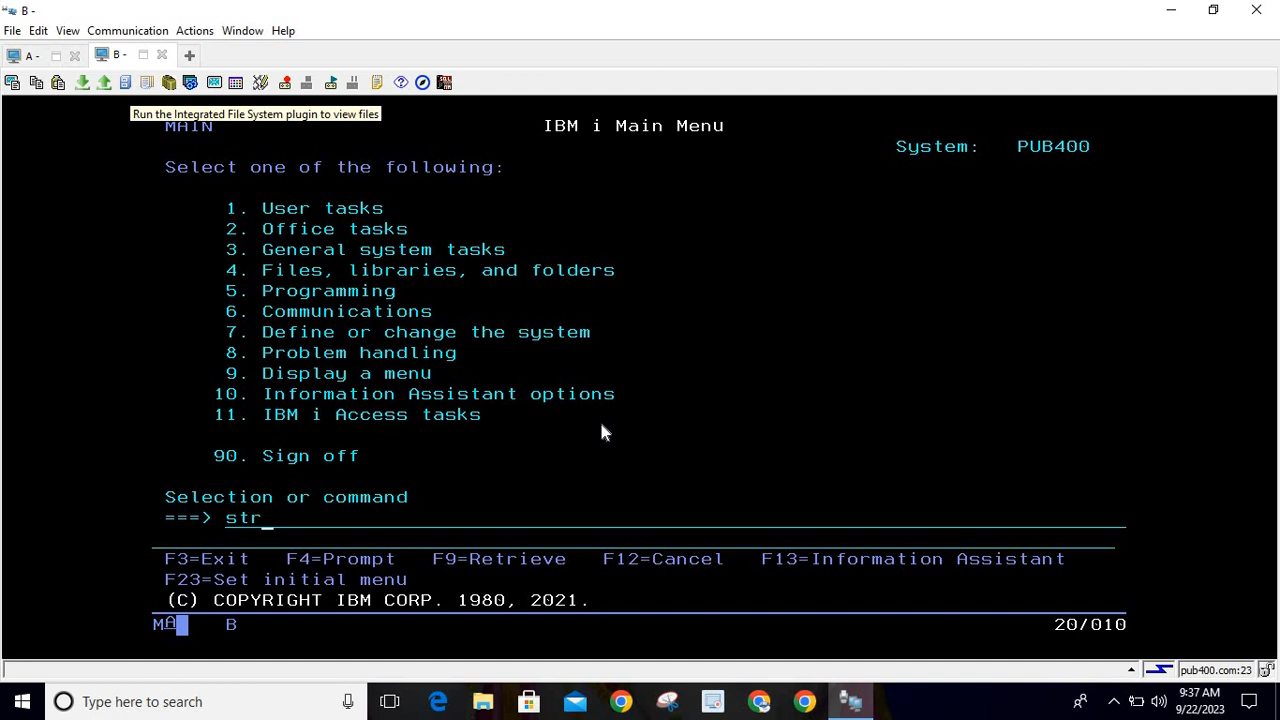 B -
File Edit View Communication Actions Window Help
A - B -
Run the Integrated File System plugin to view files
MAIN IBM i Main Menu
System: PUB400
Select one of the following:
1. User tasks
2. Office tasks
3. General system tasks
4. Files, libraries, and folders
5. Programming
6. Communications
7. Define or change the system
8. Problem handling
9. Display a menu
10. Information Assistant options
11. IBM i Access tasks
90. Sign off
Selection or command
===> str
F3=Exit F4=Prompt F9=Retrieve F12=Cancel F13=Information Assistant
F23=Set initial menu
(C) COPYRIGHT IBM CORP. 1980, 2021.
MA B 20/010
pub400.com:23
Type here to search
9:37 AM
9/22/2023